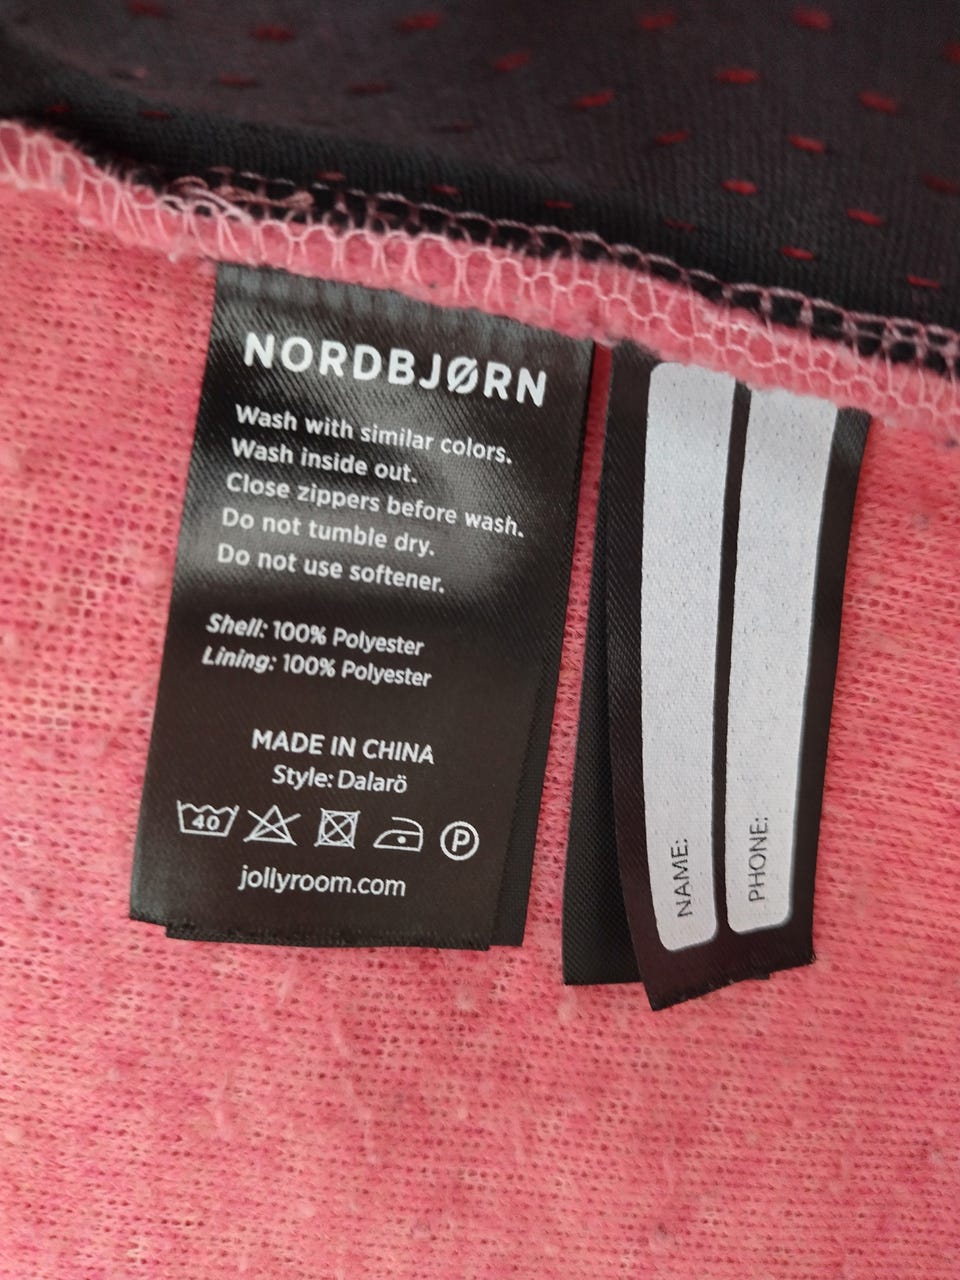 NORDBJØRN
Wash with similar colors.
Wash inside out.
Close zippers before wash.
Do not tumble dry.
Do not use softener.
Shell: 100% Polyester
Lining: 100% Polyester
MADE IN CHINA
Style: Dalarö
40 P
jollyroom.com
NAME:
PHONE: